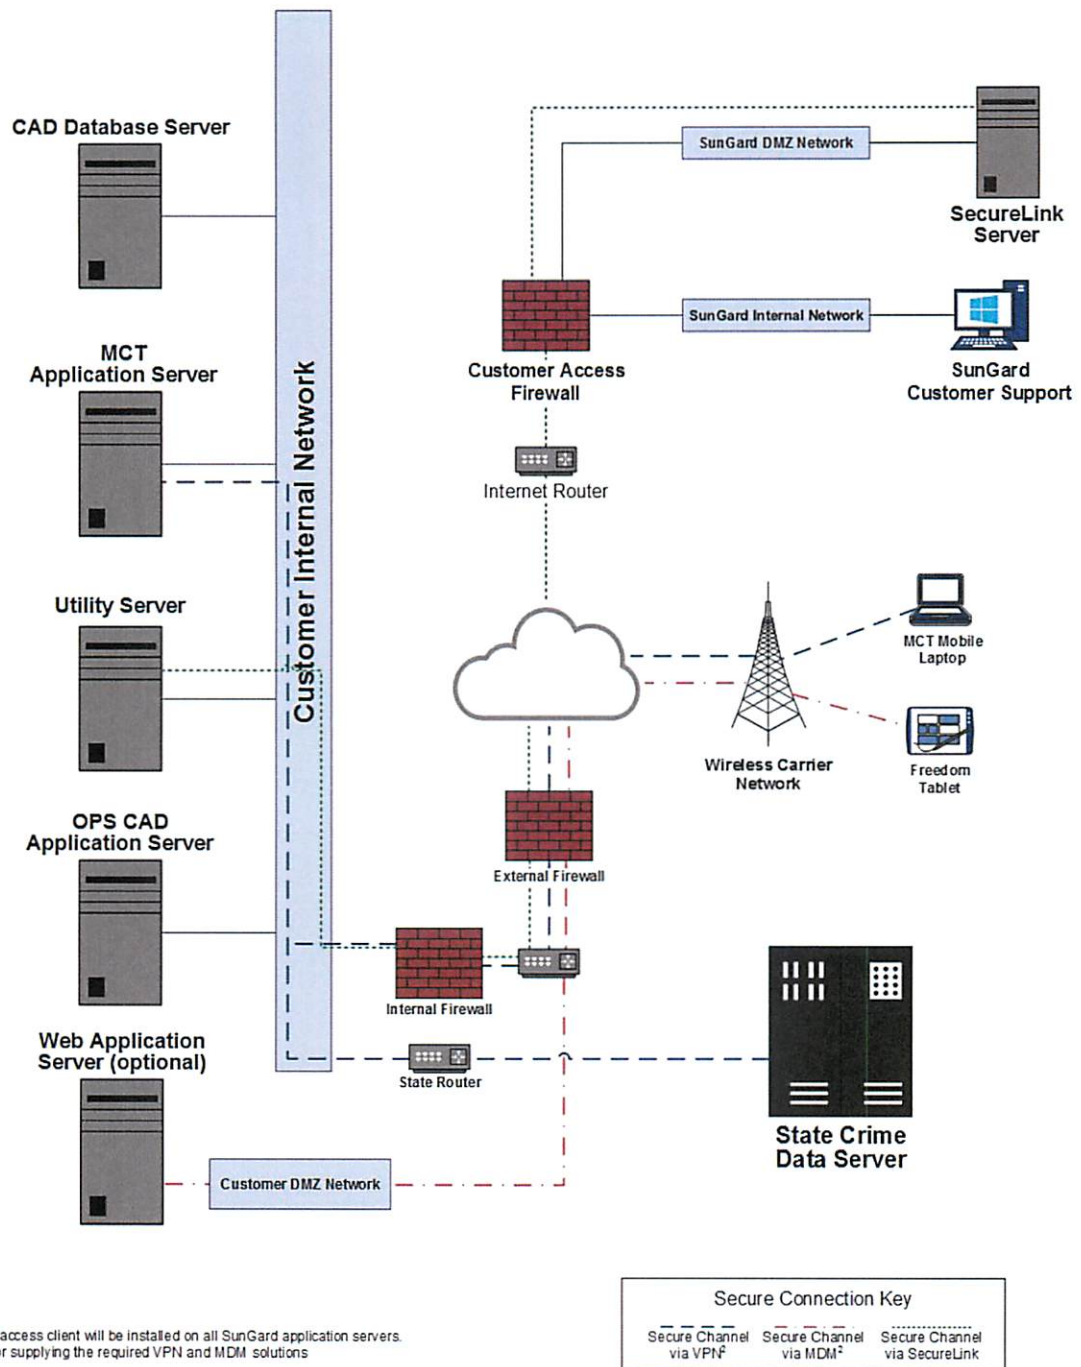 CAD Database Server
MCT
Application Server
Utility Server
OPS CAD
Application Server
Web Application
Server (optional)
Customer Internal Network
SunGard DMZ Network
SecureLink
Server
SunGard Internal Network
SunGard
Customer Support
Customer Access
Firewall
Internet Router
MCT Mobile
Laptop
Wireless Carrier
Network
Freedom
Tablet
External Firewall
Internal Firewall
State Router
State Crime
Data Server
Customer DMZ Network
Secure Connection Key
Secure Channel
via VPN²
Secure Channel
via MDM²
Secure Channel
via SecureLink
access client will be installed on all SunGard application servers.
r supplying the required VPN and MDM solutions